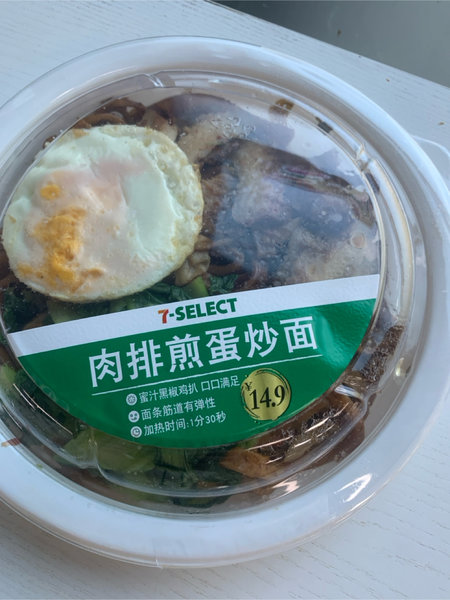 7-SELECT
肉排煎蛋炒面
蜜汁黑椒鸡扒 口口满足
面条筋道有弹性
加热时间:1分30秒
¥14.9